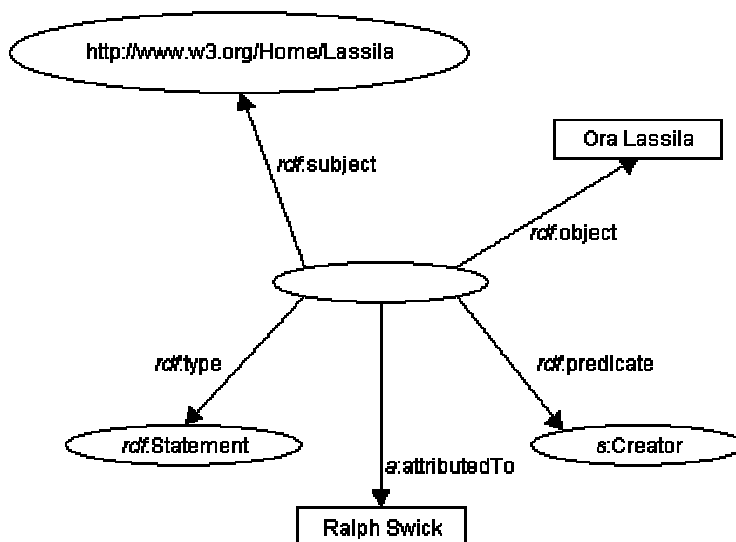 http://www.w3.org/Home/Lassila
Ora Lassila
rdf:subject
rdf:object
rdf:type
rdf:predicate
rdf:Statement
s:Creator
a:attributedTo
Ralph Swick